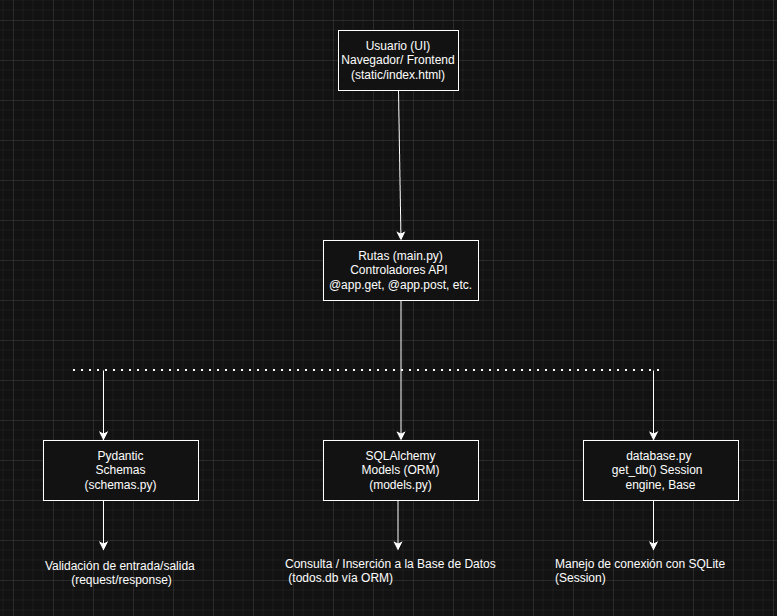 Usuario (UI)
Navegador/ Frontend
(static/index.html)
Rutas (main.py)
Controladores API
@app.get, @app.post, etc.
Pydantic
Schemas
(schemas.py)
SQLAlchemy
Models (ORM)
(models.py)
database.py
get_db() Session
engine, Base
Validación de entrada/salida
(request/response)
Consulta / Inserción a la Base de Datos
(todos.db vía ORM)
Manejo de conexión con SQLite
(Session)